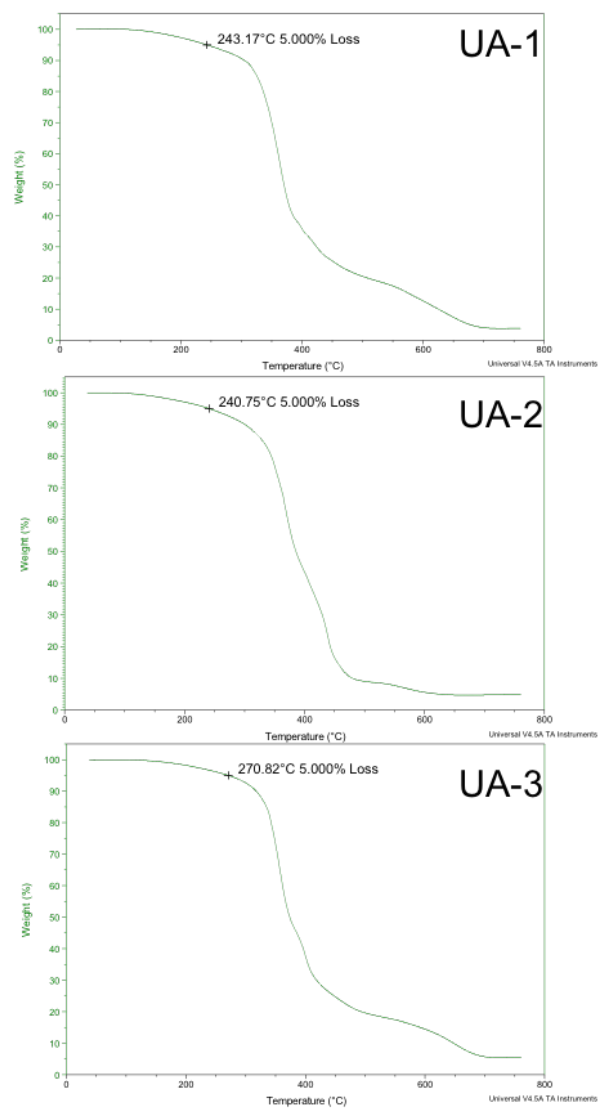 243.17°C 5.000% Loss
UA-1
100
90
80
70
60
50
40
30
20
10
0
Weight (%)
0 200 400 600 800
Temperature (°C)
Universal V4.5A TA Instruments
240.75°C 5.000% Loss
UA-2
100
90
80
70
60
50
40
30
20
10
0
Weight (%)
0 200 400 600 800
Temperature (°C)
Universal V4.5A TA Instruments
270.82°C 5.000% Loss
UA-3
100
90
80
70
60
50
40
30
20
10
0
Weight (%)
0 200 400 600 800
Temperature (°C)
Universal V4.5A TA Instruments